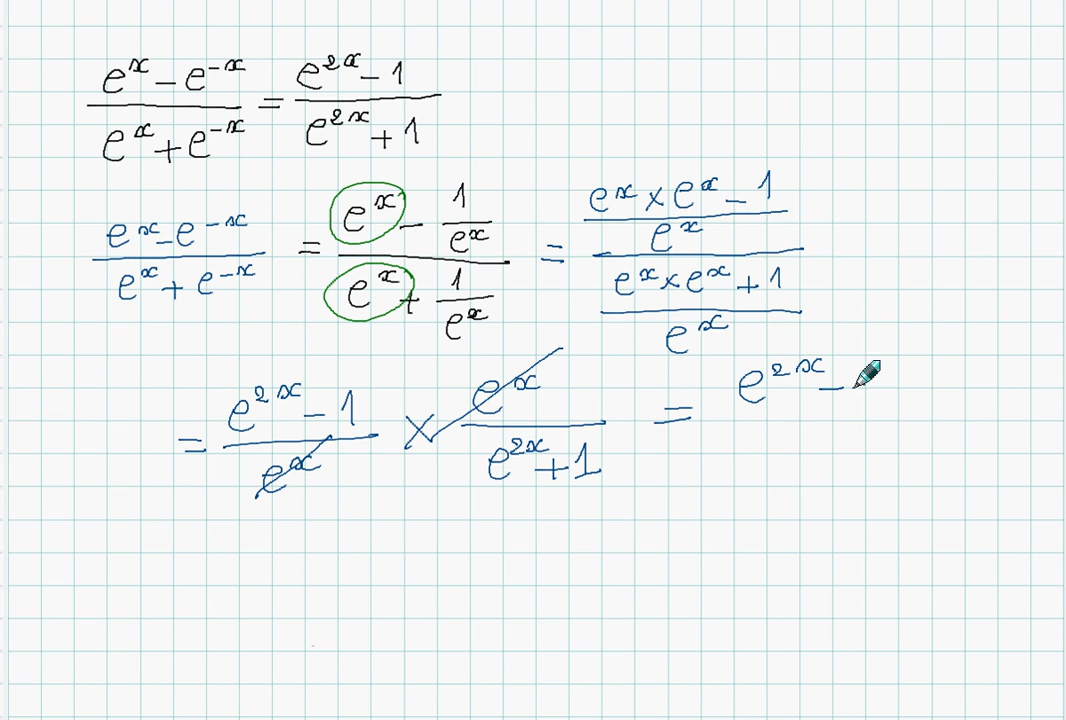 (e^x - e^-x)/(e^x + e^-x) = (e^2x - 1)/(e^2x + 1)
(e^x - e^-x)/(e^x + e^-x) = (e^x - 1/e^x)/(e^x + 1/e^x) = ((e^x × e^x - 1)/e^x)/((e^x × e^x + 1)/e^x)
= (e^2x - 1)/e^x × e^x/(e^2x + 1) = e^2x -